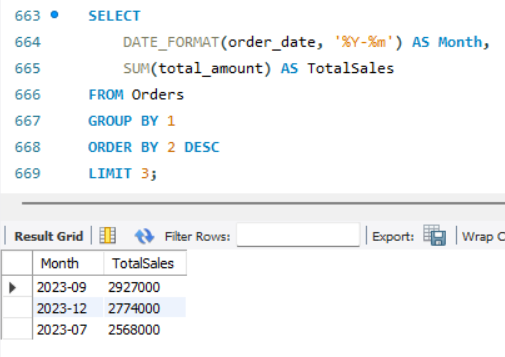 663 SELECT
664 DATE_FORMAT(order_date, '%Y-%m') AS Month,
665 SUM(total_amount) AS TotalSales
666 FROM Orders
667 GROUP BY 1
668 ORDER BY 2 DESC
669 LIMIT 3;
Result Grid Filter Rows: Export: Wrap C
Month TotalSales
2023-09 2927000
2023-12 2774000
2023-07 2568000